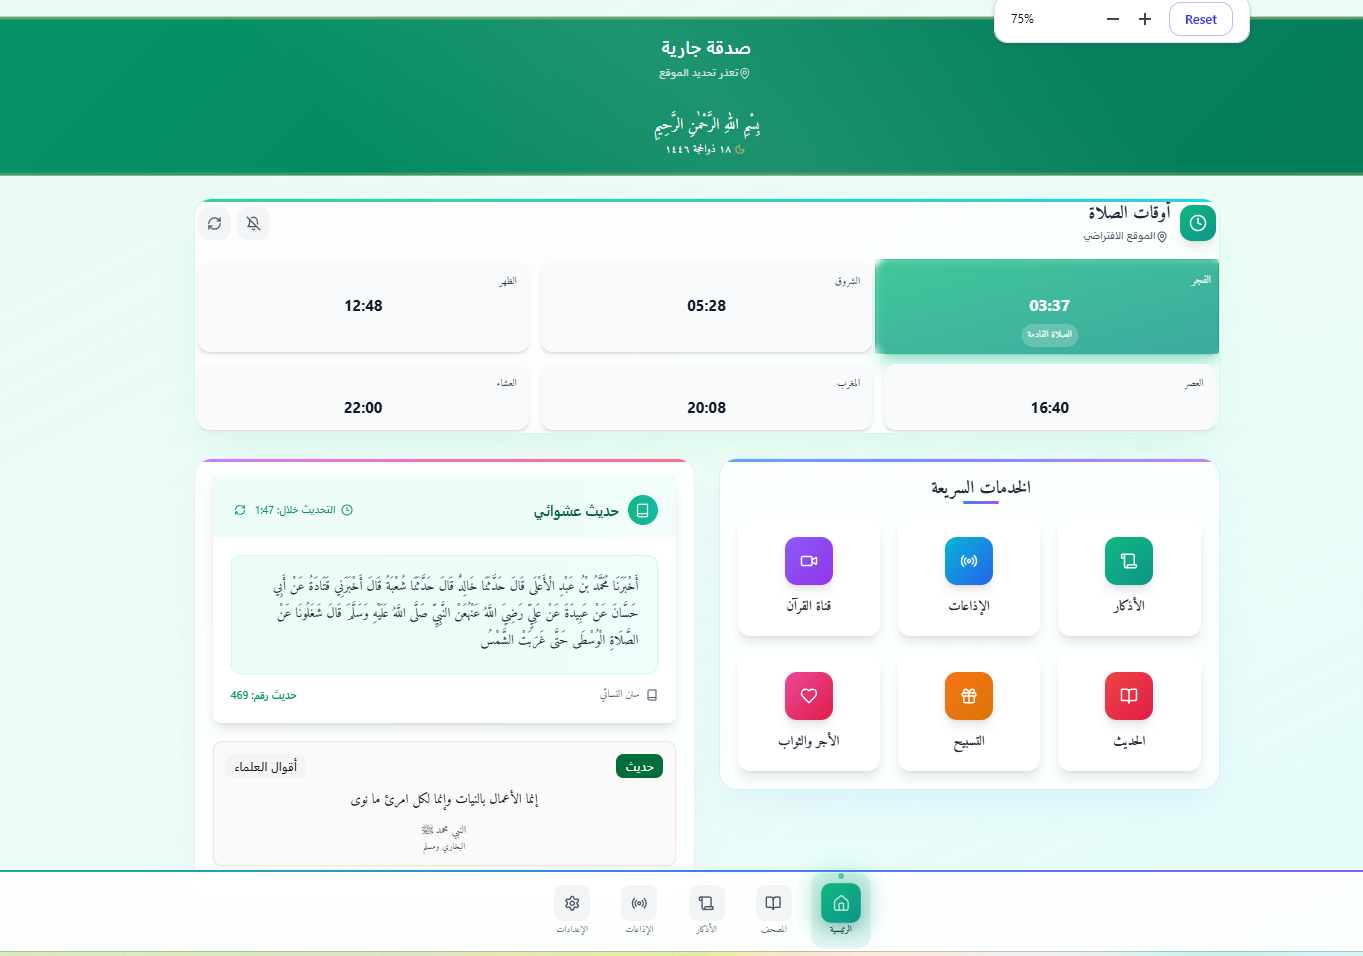 75%
Reset
صدقة جارية
تعذر تحديد الموقع
بِسْمِ اللهِ الرَّحْمٰنِ الرَّحِيمِ
١٨ ذوالحجة ١٤٤٦
أوقات الصلاة
الموقع الافتراضي
الفجر
03:37
الصلاة القادمة
الشروق
05:28
الظهر
12:48
العصر
16:40
المغرب
20:08
العشاء
22:00
الخدمات السريعة
الأذكار
الإذاعات
قناة القرآن
الحديث
التسبيح
الأجر والثواب
حديث عشوائي
التحديث خلال: 1:47
أَخْبَرَنَا مُحَمَّدُ بْنُ عَبْدِ الْأَعْلَى قَالَ حَدَّثَنَا خَالِدٌ قَالَ حَدَّثَنَا شُعْبَةُ قَالَ أَخْبَرَنِي قَتَادَةُ عَنْ أَبِي
حَسَّانَ عَنْ عَبِيدَةَ عَنْ عَلِيٍّ رَضِيَ اللَّهُ عَنْهُعَنْ النَّبِيِّ صَلَّى اللَّهُ عَلَيْهِ وَسَلَّمَ قَالَ شَغَلُونَا عَنْ
الصَّلَاةِ الْوُسْطَى حَتَّى غَرَبَتْ الشَّمْسُ
سنن النسائي
حديث رقم: 469
حديث
أقوال العلماء
إنما الأعمال بالنيات وإنما لكل امرئ ما نوى
النبي محمد ﷺ
البخاري ومسلم
الرئيسية
المصحف
الأذكار
الإذاعات
الإعدادات